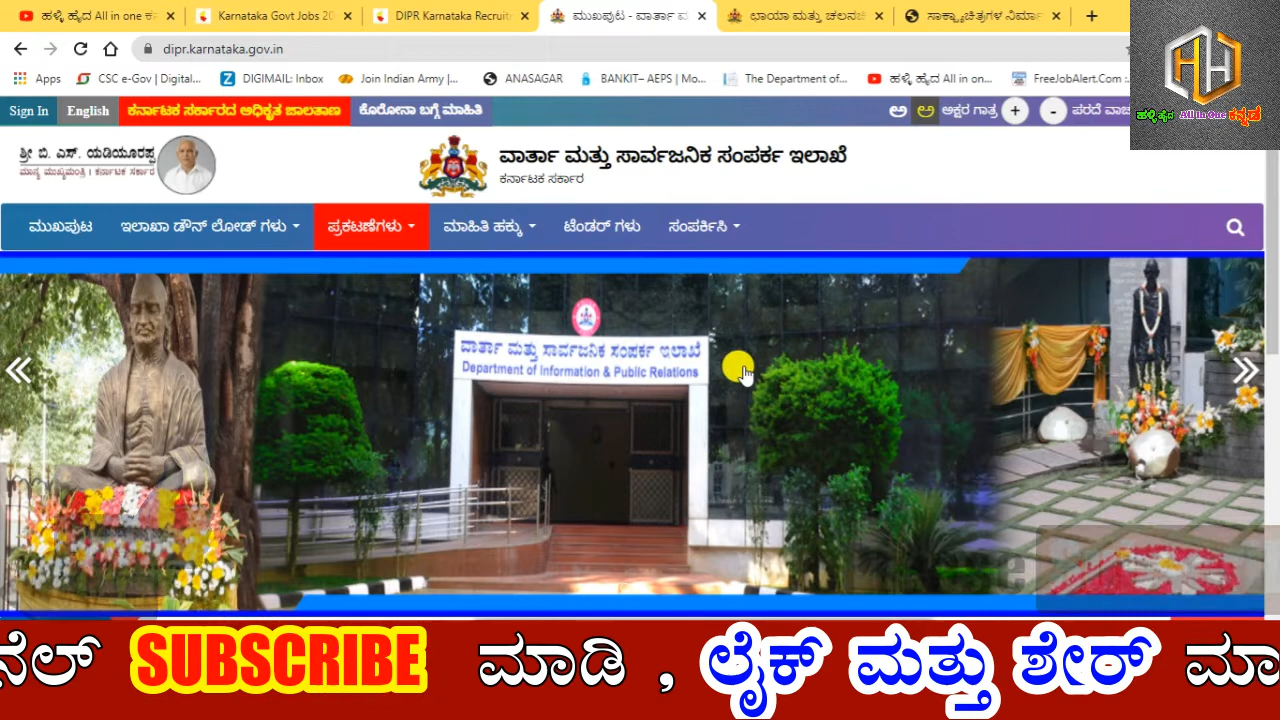 ಹಳ್ಳಿ ಹೈದ All in one ಕ
Karnataka Govt Jobs 20
DIPR Karnataka Recruit
ಮುಖಪುಟ - ವಾರ್ತಾ ಮ
ಛಾಯಾ ಮತ್ತು ಚಲನಚಿ
ಸಾಕ್ಷ್ಯಚಿತ್ರಗಳ ನಿರ್ಮಾ
dipr.karnataka.gov.in
Apps
CSC e-Gov | Digital...
DIGIMAIL: Inbox
Join Indian Army |...
ANASAGAR
BANKIT– AEPS | Mo...
The Department of...
ಹಳ್ಳಿ ಹೈದ All in on...
FreeJobAlert.Com :..
ಹಳ್ಳಿಹೈದ All in One ಕನ್ನಡ
Sign In English ಕರ್ನಾಟಕ ಸರ್ಕಾರದ ಅಧಿಕೃತ ಜಾಲತಾಣ ಕೊರೋನಾ ಬಗ್ಗೆ ಮಾಹಿತಿ ಅ ಅ ಅಕ್ಷರ ಗಾತ್ರ + - ಪರದೆ ವಾಚ
ಶ್ರೀ ಬಿ. ಎಸ್. ಯಡಿಯೂರಪ್ಪ
ಮಾನ್ಯ ಮುಖ್ಯಮಂತ್ರಿ | ಕರ್ನಾಟಕ ಸರ್ಕಾರ
ವಾರ್ತಾ ಮತ್ತು ಸಾರ್ವಜನಿಕ ಸಂಪರ್ಕ ಇಲಾಖೆ
ಕರ್ನಾಟಕ ಸರ್ಕಾರ
ಮುಖಪುಟ ಇಲಾಖಾ ಡೌನ್ ಲೋಡ್ ಗಳು ಪ್ರಕಟಣೆಗಳು ಮಾಹಿತಿ ಹಕ್ಕು ಟೆಂಡರ್ ಗಳು ಸಂಪರ್ಕಿಸಿ
ವಾರ್ತಾ ಮತ್ತು ಸಾರ್ವಜನಿಕ ಸಂಪರ್ಕ ಇಲಾಖೆ
Department of Information & Public Relations
ನೆಲ್ SUBSCRIBE ಮಾಡಿ , ಲೈಕ್ ಮತ್ತು ಶೇರ್ ಮಾ